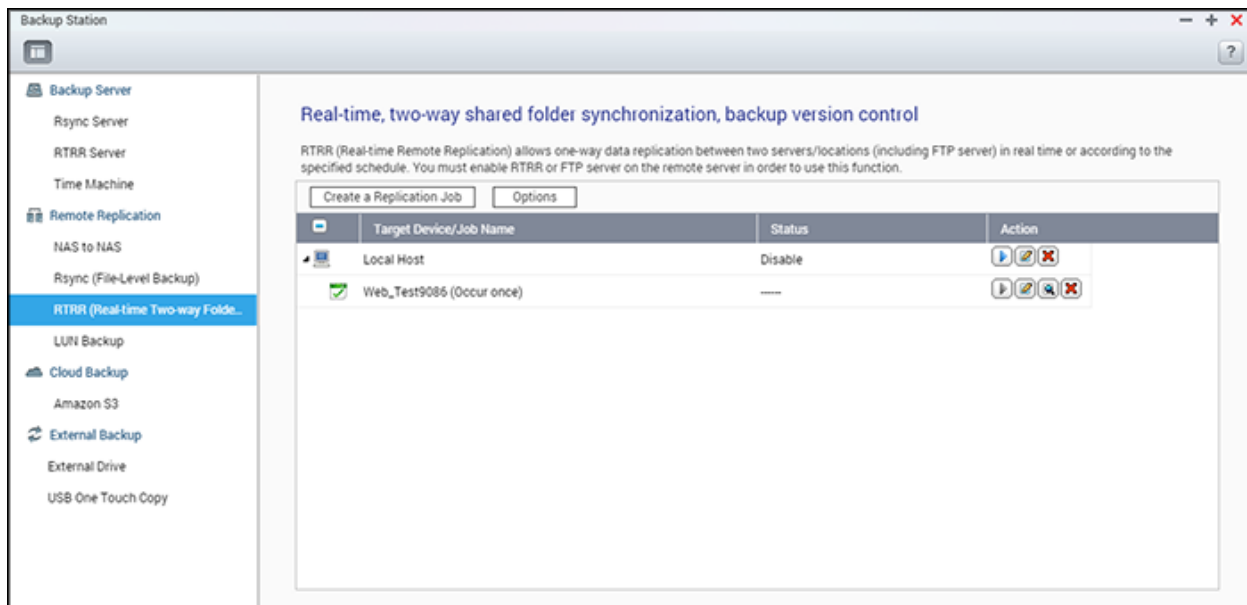 Backup Station
?
Backup Server
Rsync Server
RTRR Server
Time Machine
Remote Replication
NAS to NAS
Rsync (File-Level Backup)
RTRR (Real-time Two-way Folde...
LUN Backup
Cloud Backup
Amazon S3
External Backup
External Drive
USB One Touch Copy
Real-time, two-way shared folder synchronization, backup version control
RTRR (Real-time Remote Replication) allows one-way data replication between two servers/locations (including FTP server) in real time or according to the
specified schedule. You must enable RTRR or FTP server on the remote server in order to use this function.
Create a Replication Job Options
Target Device/Job Name Status Action
Local Host Disable
Web_Test9086 (Occur once) ------